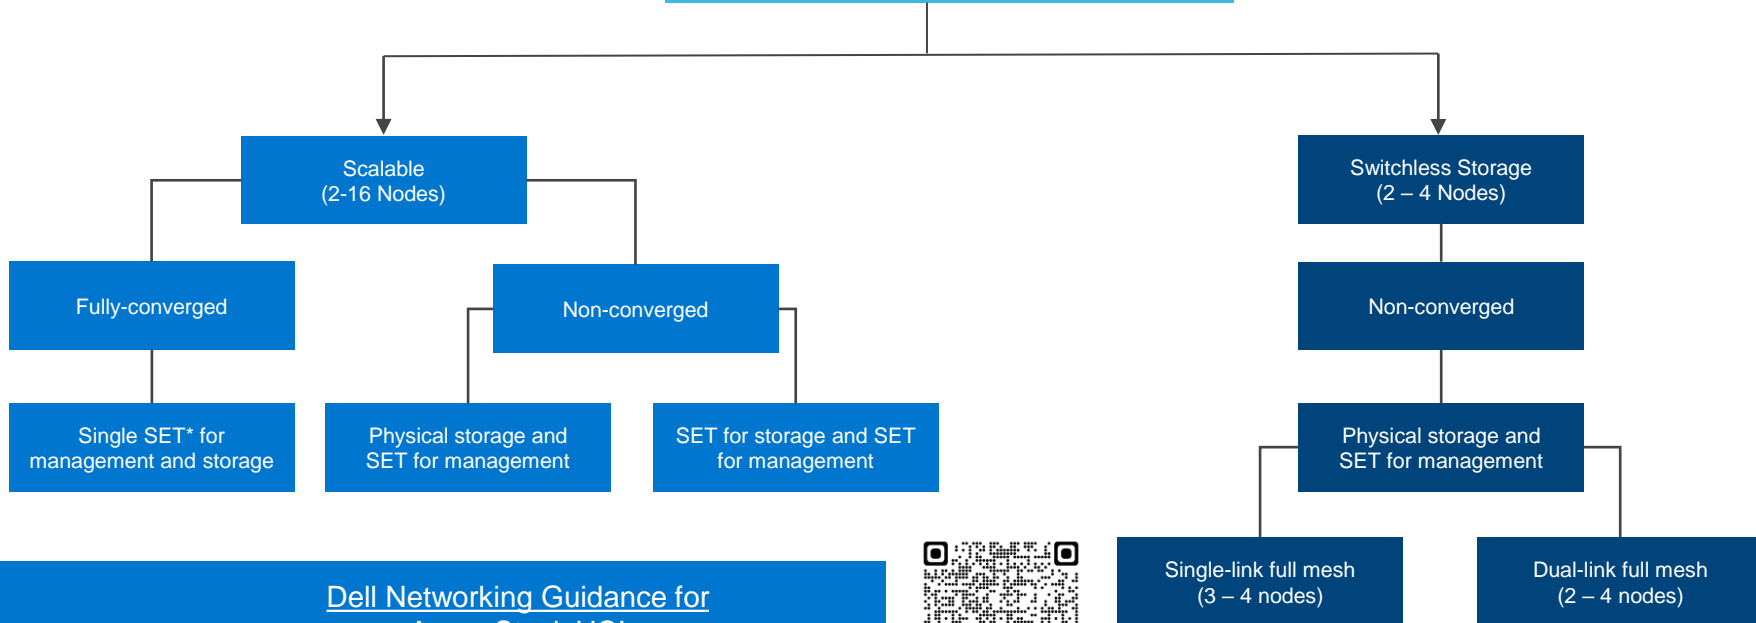 Scalable
(2-16 Nodes)
Switchless Storage
(2 – 4 Nodes)
Fully-converged
Non-converged
Non-converged
Single SET* for
management and storage
Physical storage and
SET for management
SET for storage and SET
for management
Physical storage and
SET for management
Single-link full mesh
(3 – 4 nodes)
Dual-link full mesh
(2 – 4 nodes)
Dell Networking Guidance for